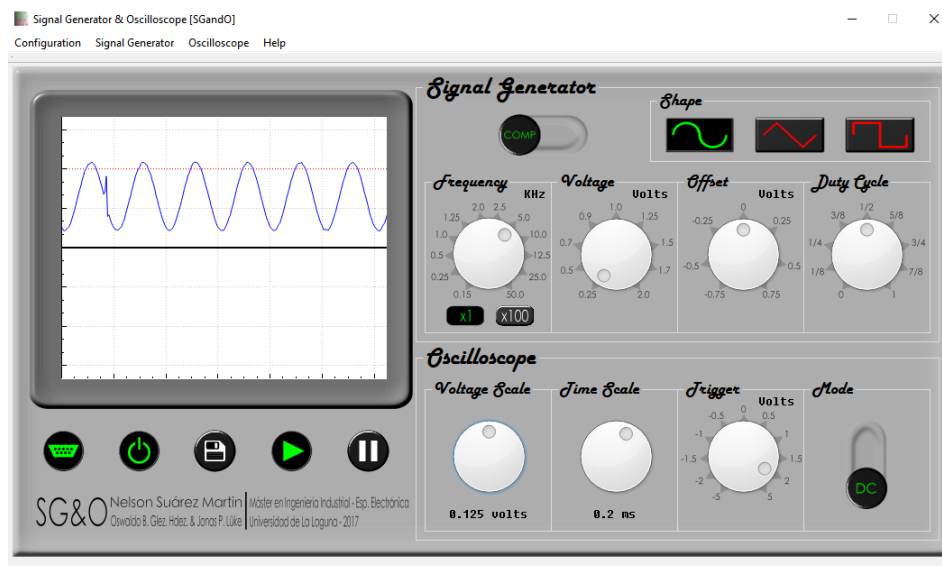 Signal Generator & Oscilloscope [SGandO]
Configuration Signal Generator Oscilloscope Help
Signal Generator
COMP
Shape
Frequency
KHz
0.15 0.25 0.5 1.0 1.25 2.0 2.5 5.0 10.0 12.5 25.0 50.0
x1 x100
Voltage
Volts
0.25 0.5 0.7 0.9 1.0 1.25 1.5 1.7 2.0
Offset
Volts
-0.75 -0.5 -0.25 0 0.25 0.5 0.75
Duty Cycle
0 1/8 1/4 3/8 1/2 5/8 3/4 7/8 1
Oscilloscope
Voltage Scale
0.125 volts
Time Scale
0.2 ms
Trigger
Volts
-5 -2 -1.5 -1 -0.5 0 0.5 1 1.5 2 5
Mode
DC
SG&O
Nelson Suárez Martín
Oswaldo B. Glez. Hdez. & Jonas P. Lüke
Máster en Ingeniería Industrial - Esp. Electrónica
Universidad de La Laguna - 2017